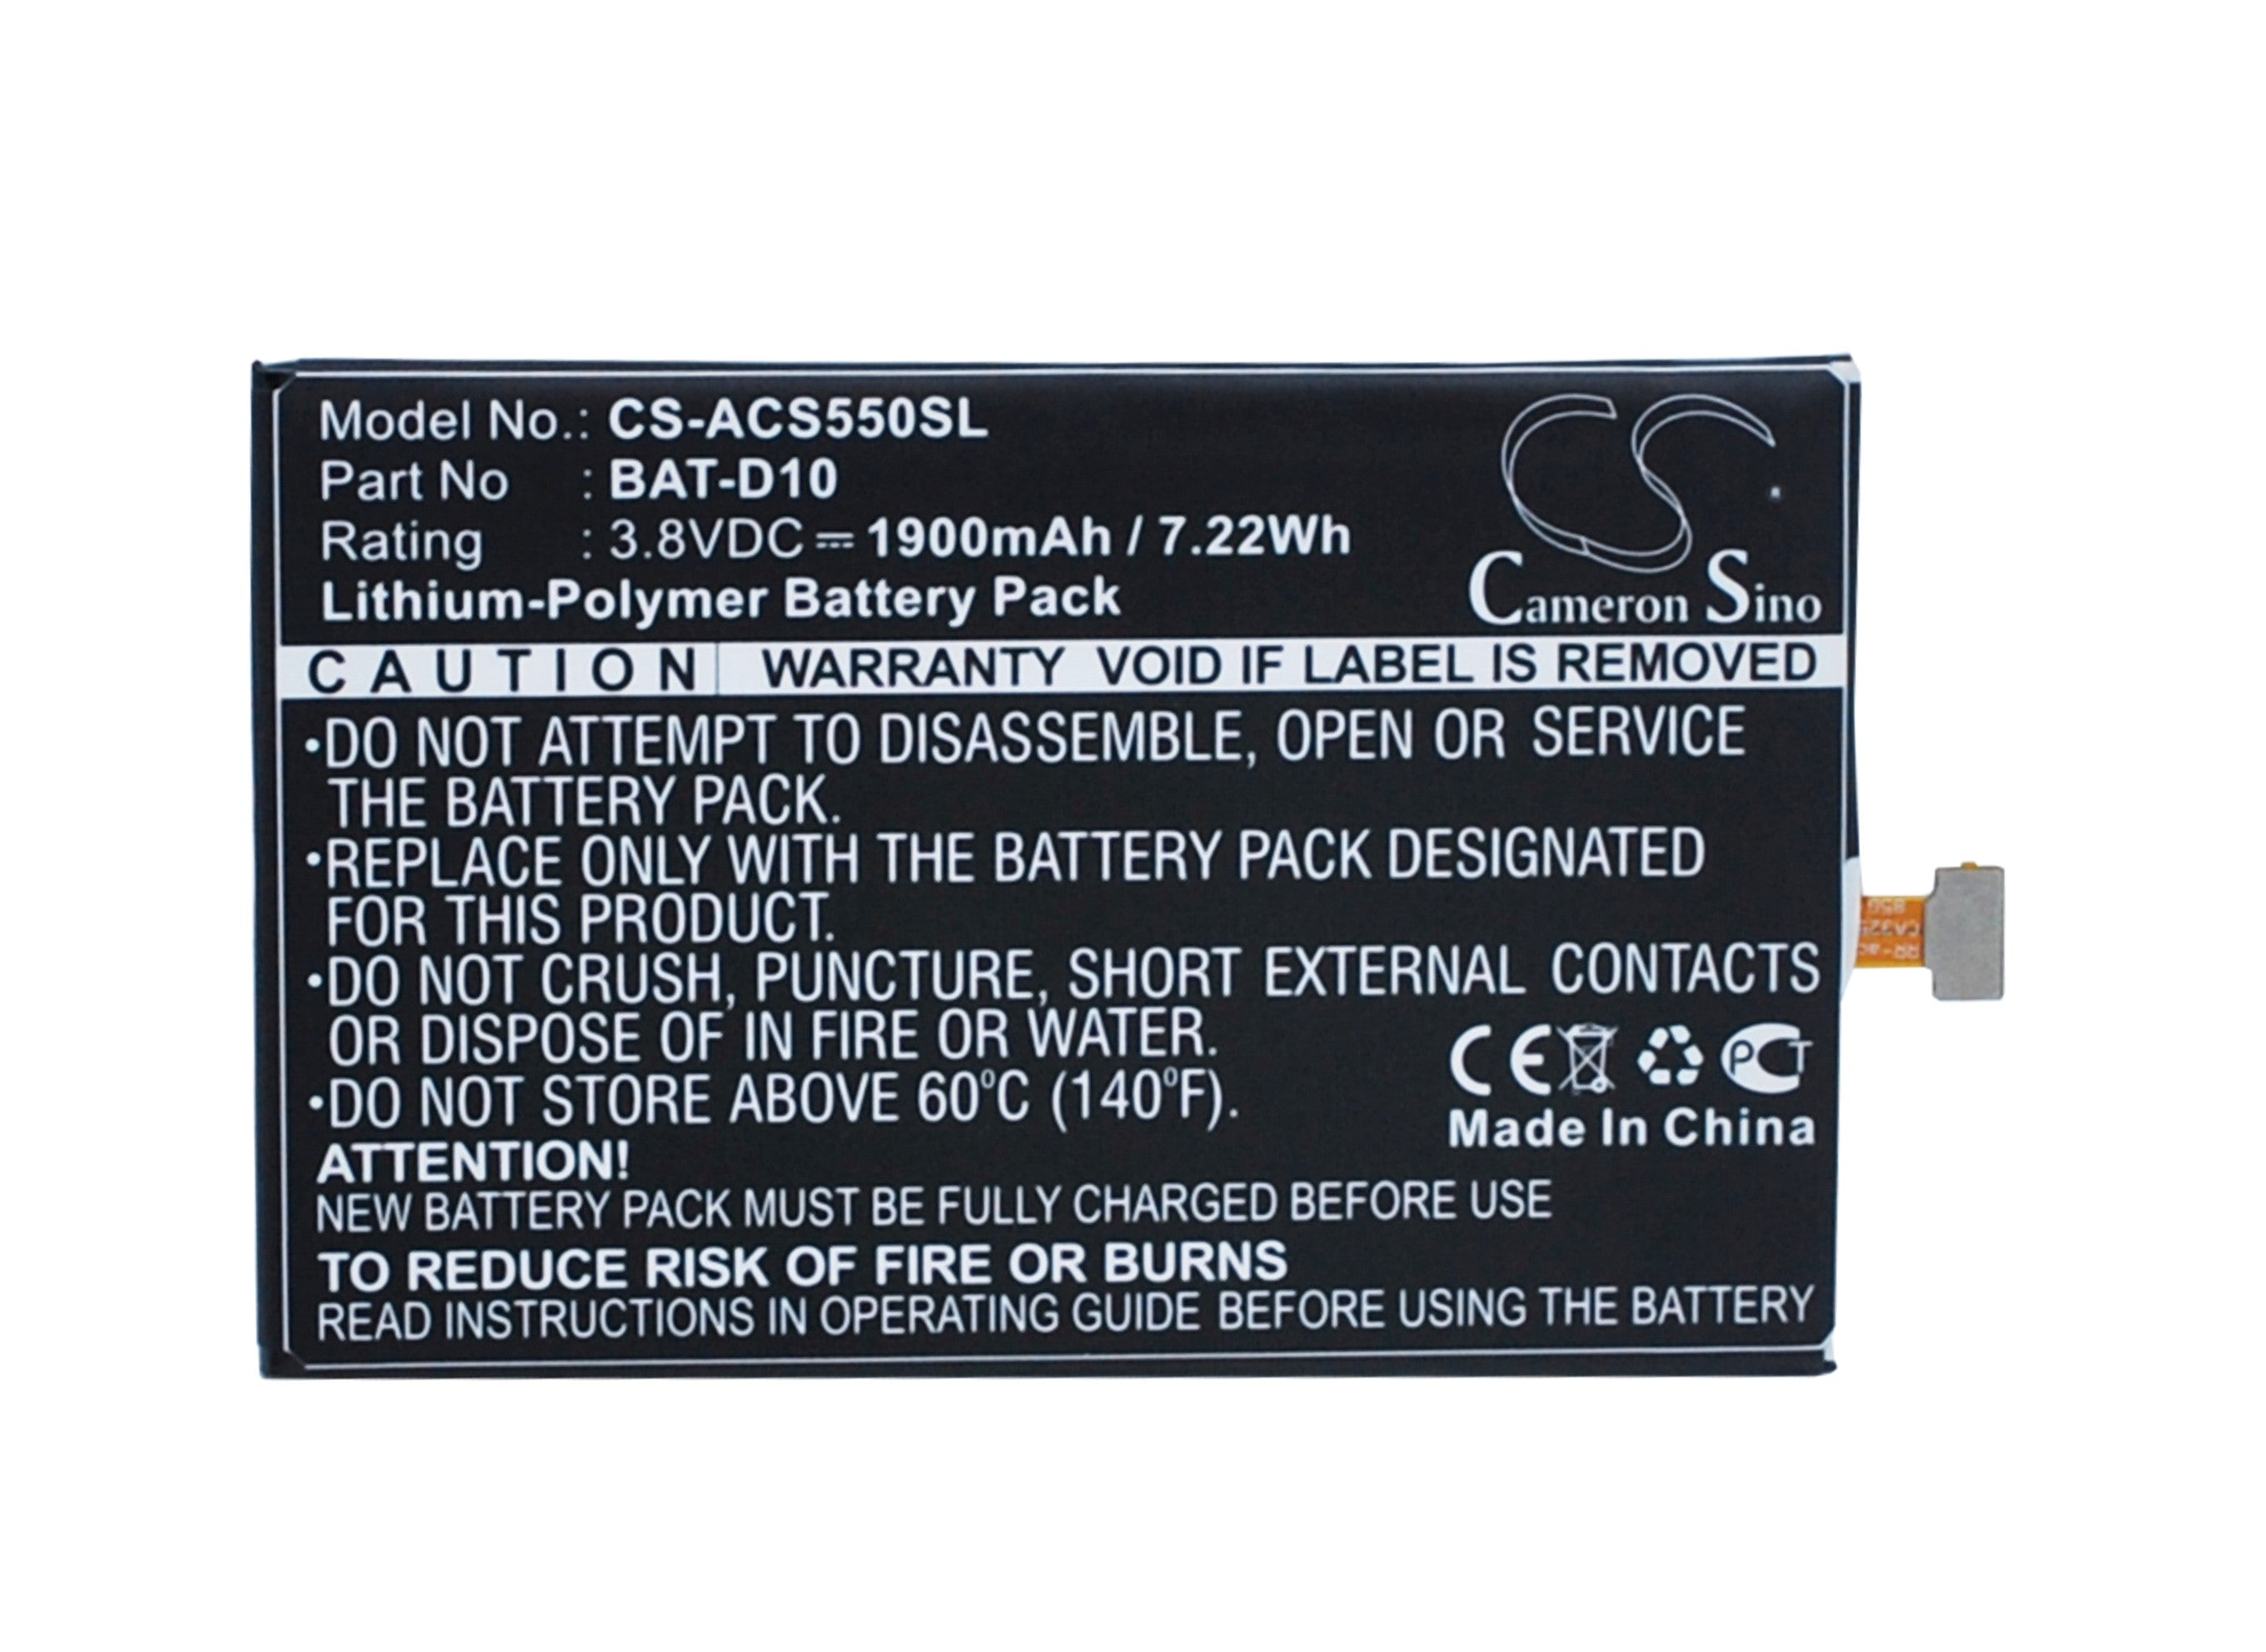 Model No.: CS-ACS550SL
Part No : BAT-D10
Rating : 3.8VDC 1900mAh / 7.22Wh
Lithium-Polymer Battery Pack
CS
Cameron Sino
CAUTION WARRANTY VOID IF LABEL IS REMOVED
•DO NOT ATTEMPT TO DISASSEMBLE, OPEN OR SERVICE
THE BATTERY PACK.
•REPLACE ONLY WITH THE BATTERY PACK DESIGNATED
FOR THIS PRODUCT.
•DO NOT CRUSH, PUNCTURE, SHORT EXTERNAL CONTACTS
OR DISPOSE OF IN FIRE OR WATER.
•DO NOT STORE ABOVE 60°C (140°F).
CE PCT
Made In China
ATTENTION!
NEW BATTERY PACK MUST BE FULLY CHARGED BEFORE USE
TO REDUCE RISK OF FIRE OR BURNS
READ INSTRUCTIONS IN OPERATING GUIDE BEFORE USING THE BATTERY